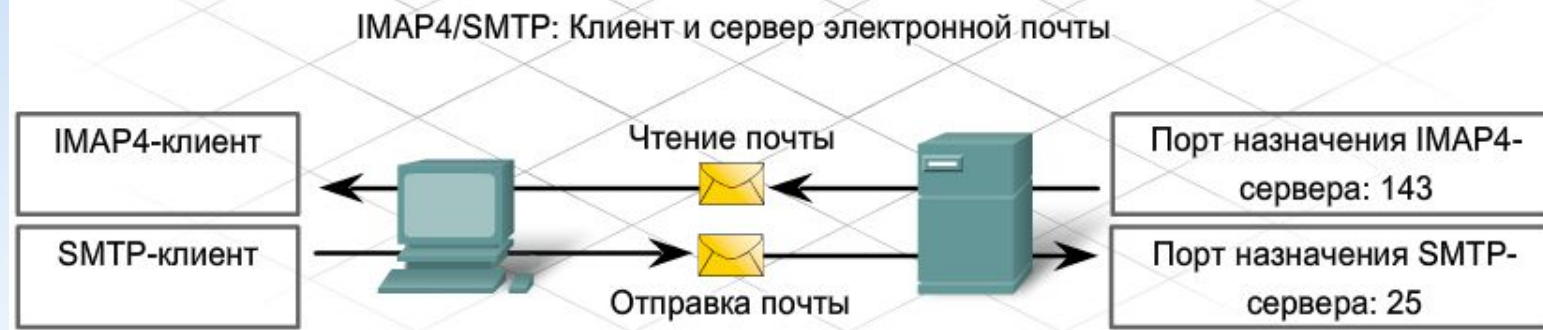 IMAP4/SMTP: Клиент и сервер электронной почты
IMAP4-клиент
Чтение почты
Порт назначения IMAP4-
сервера: 143
SMTP-клиент
Отправка почты
Порт назначения SMTP-
сервера: 25